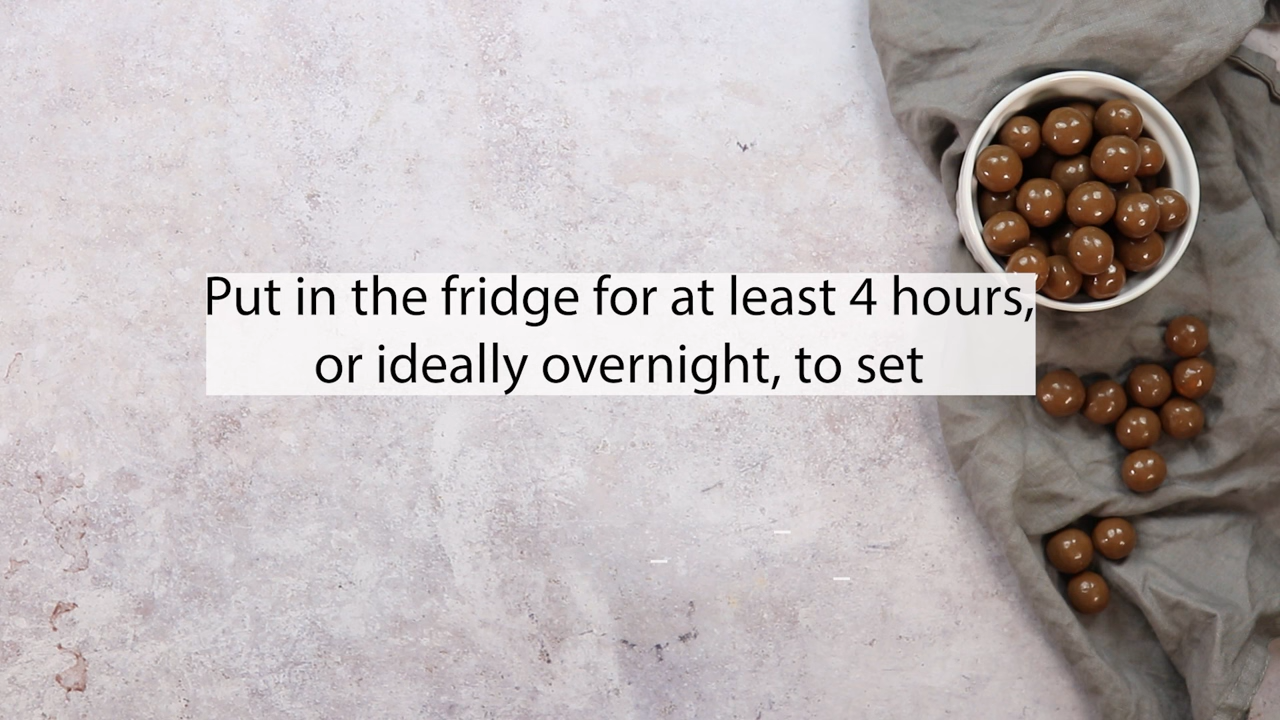 Put in the fridge for at least 4 hours,
or ideally overnight, to set